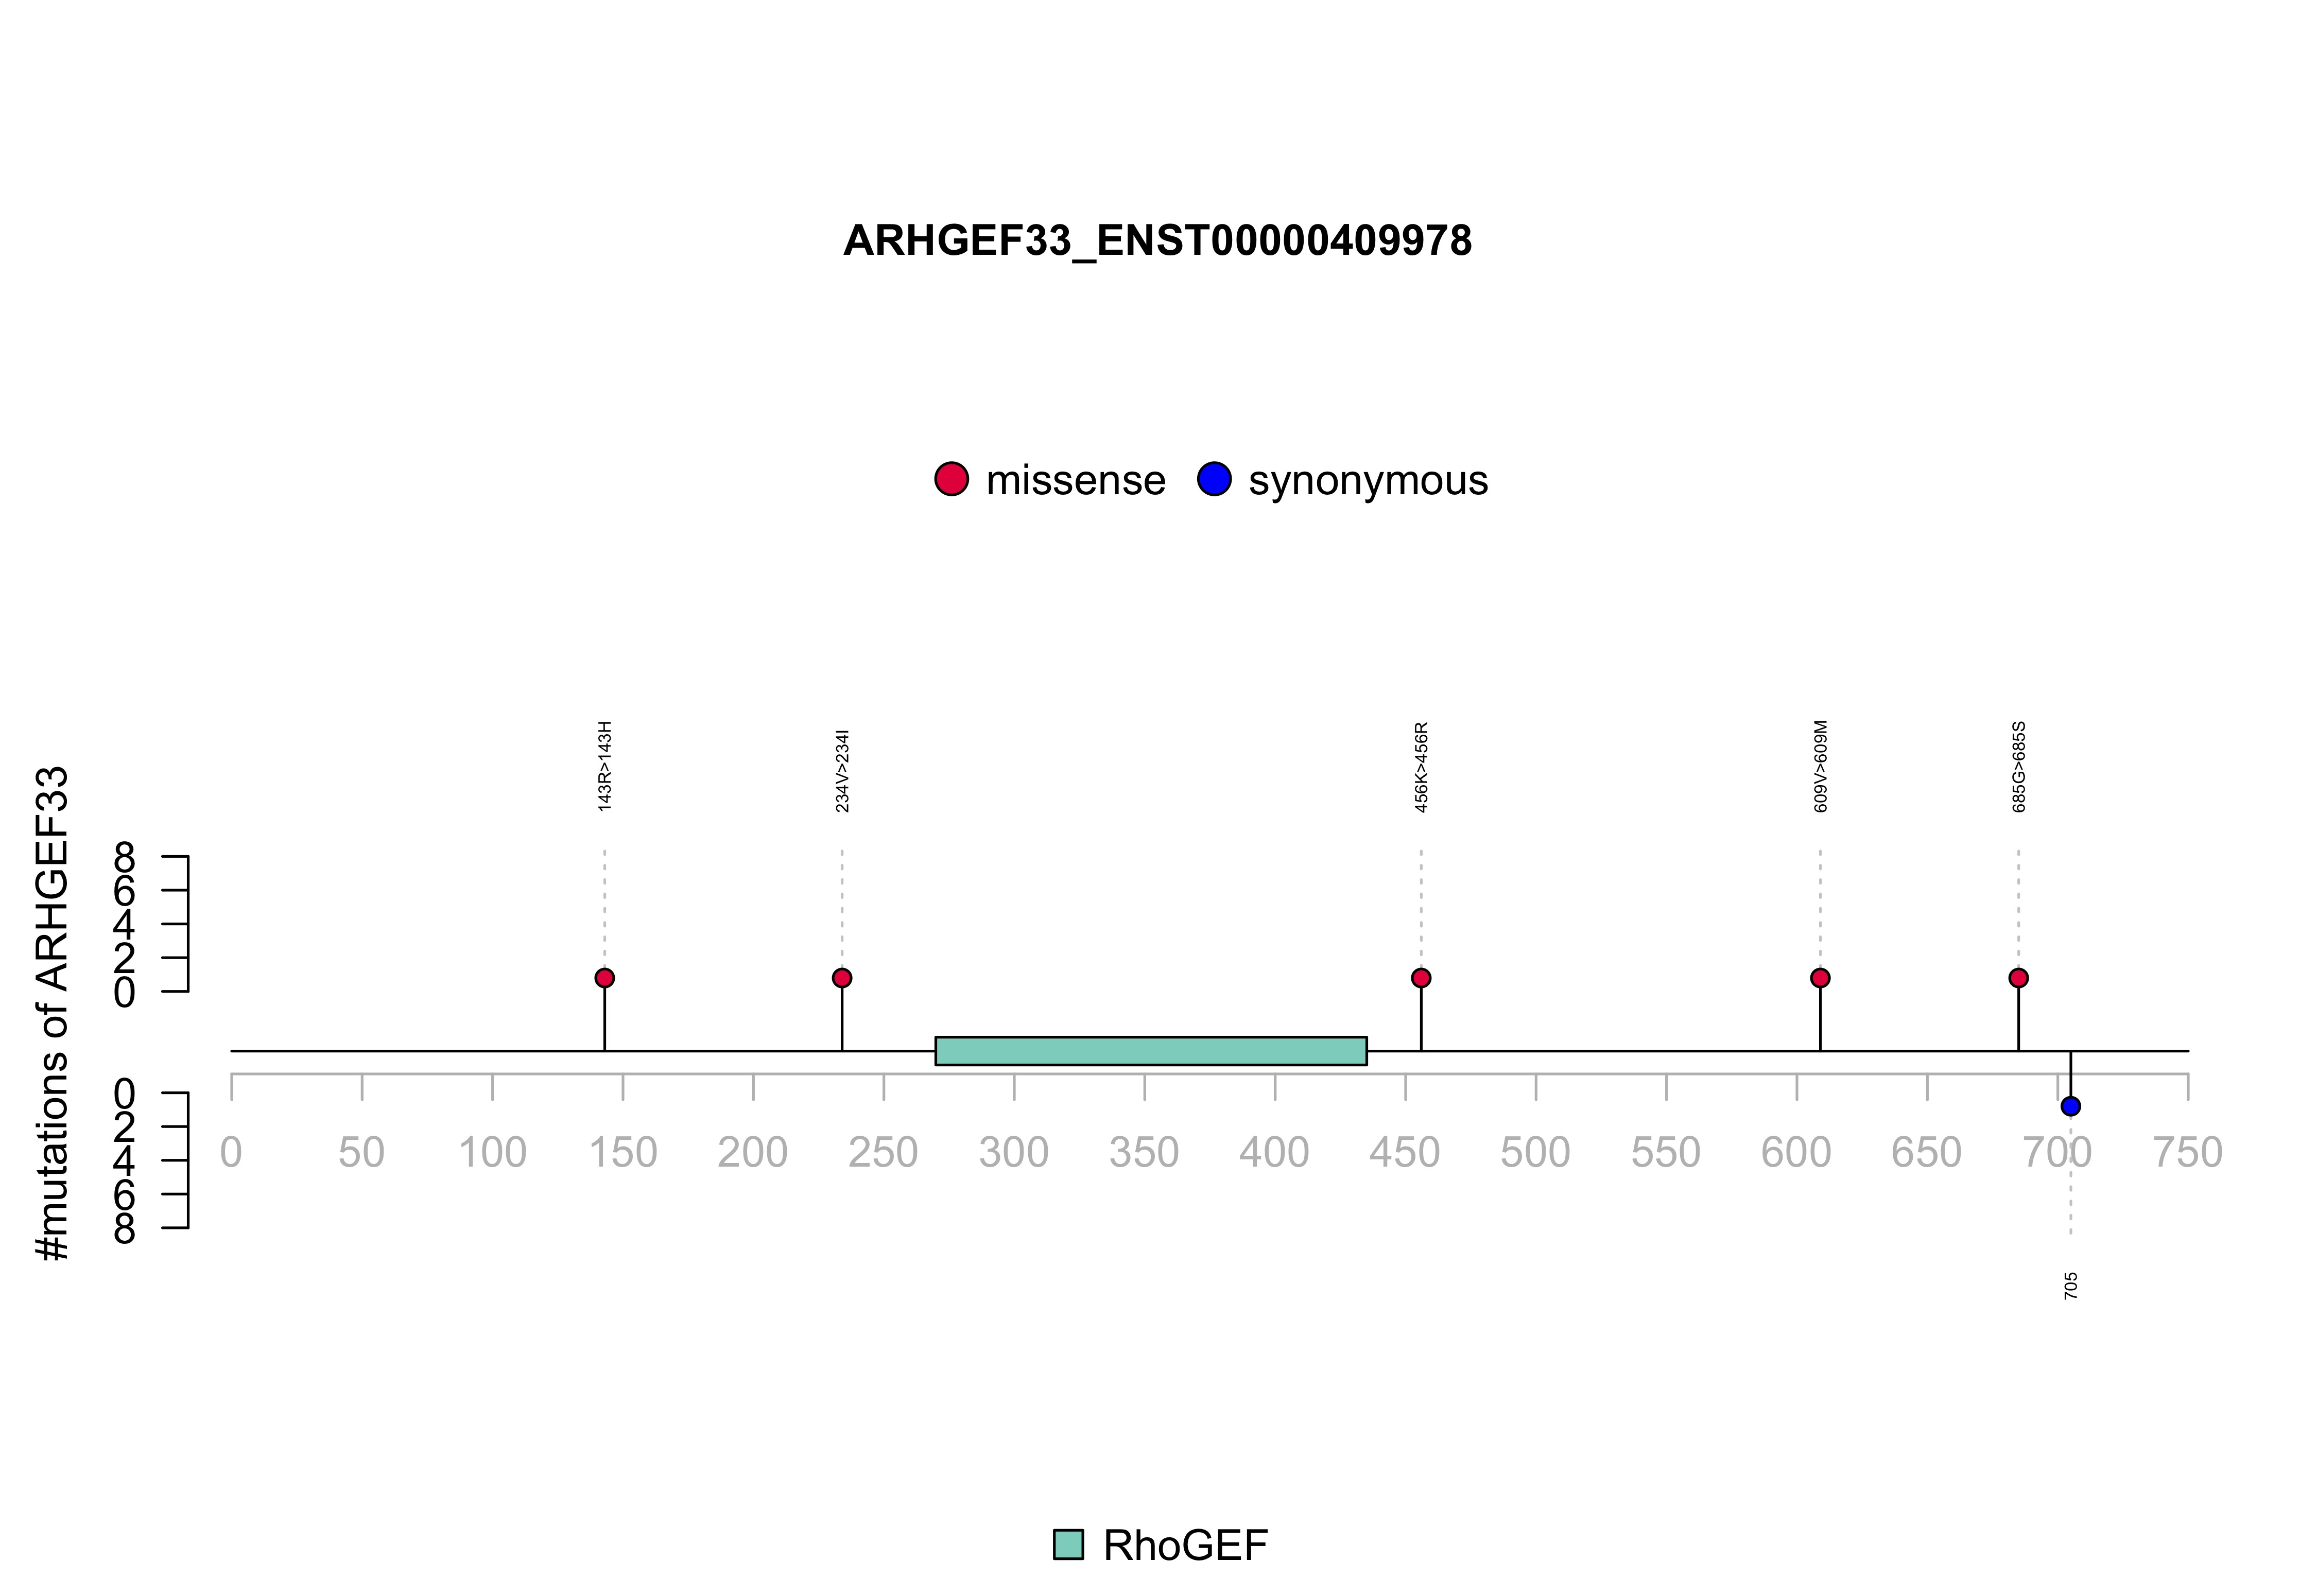 ARHGEF33_ENST00000409978
missense synonymous
143R>143H 234V>234I 456K>456R 609V>609M 685G>685S
#mutations of ARHGEF33
8
6
4
2
0
0
2
4
6
8
0 50 100 150 200 250 300 350 400 450 500 550 600 650 700 750
705
RhoGEF